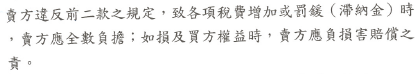 賣方違反前二款之規定，致各項稅費增加或罰鍰（滯納金）時
，賣方應全數負擔；如損及買方權益時，賣方應負損害賠償之
責。